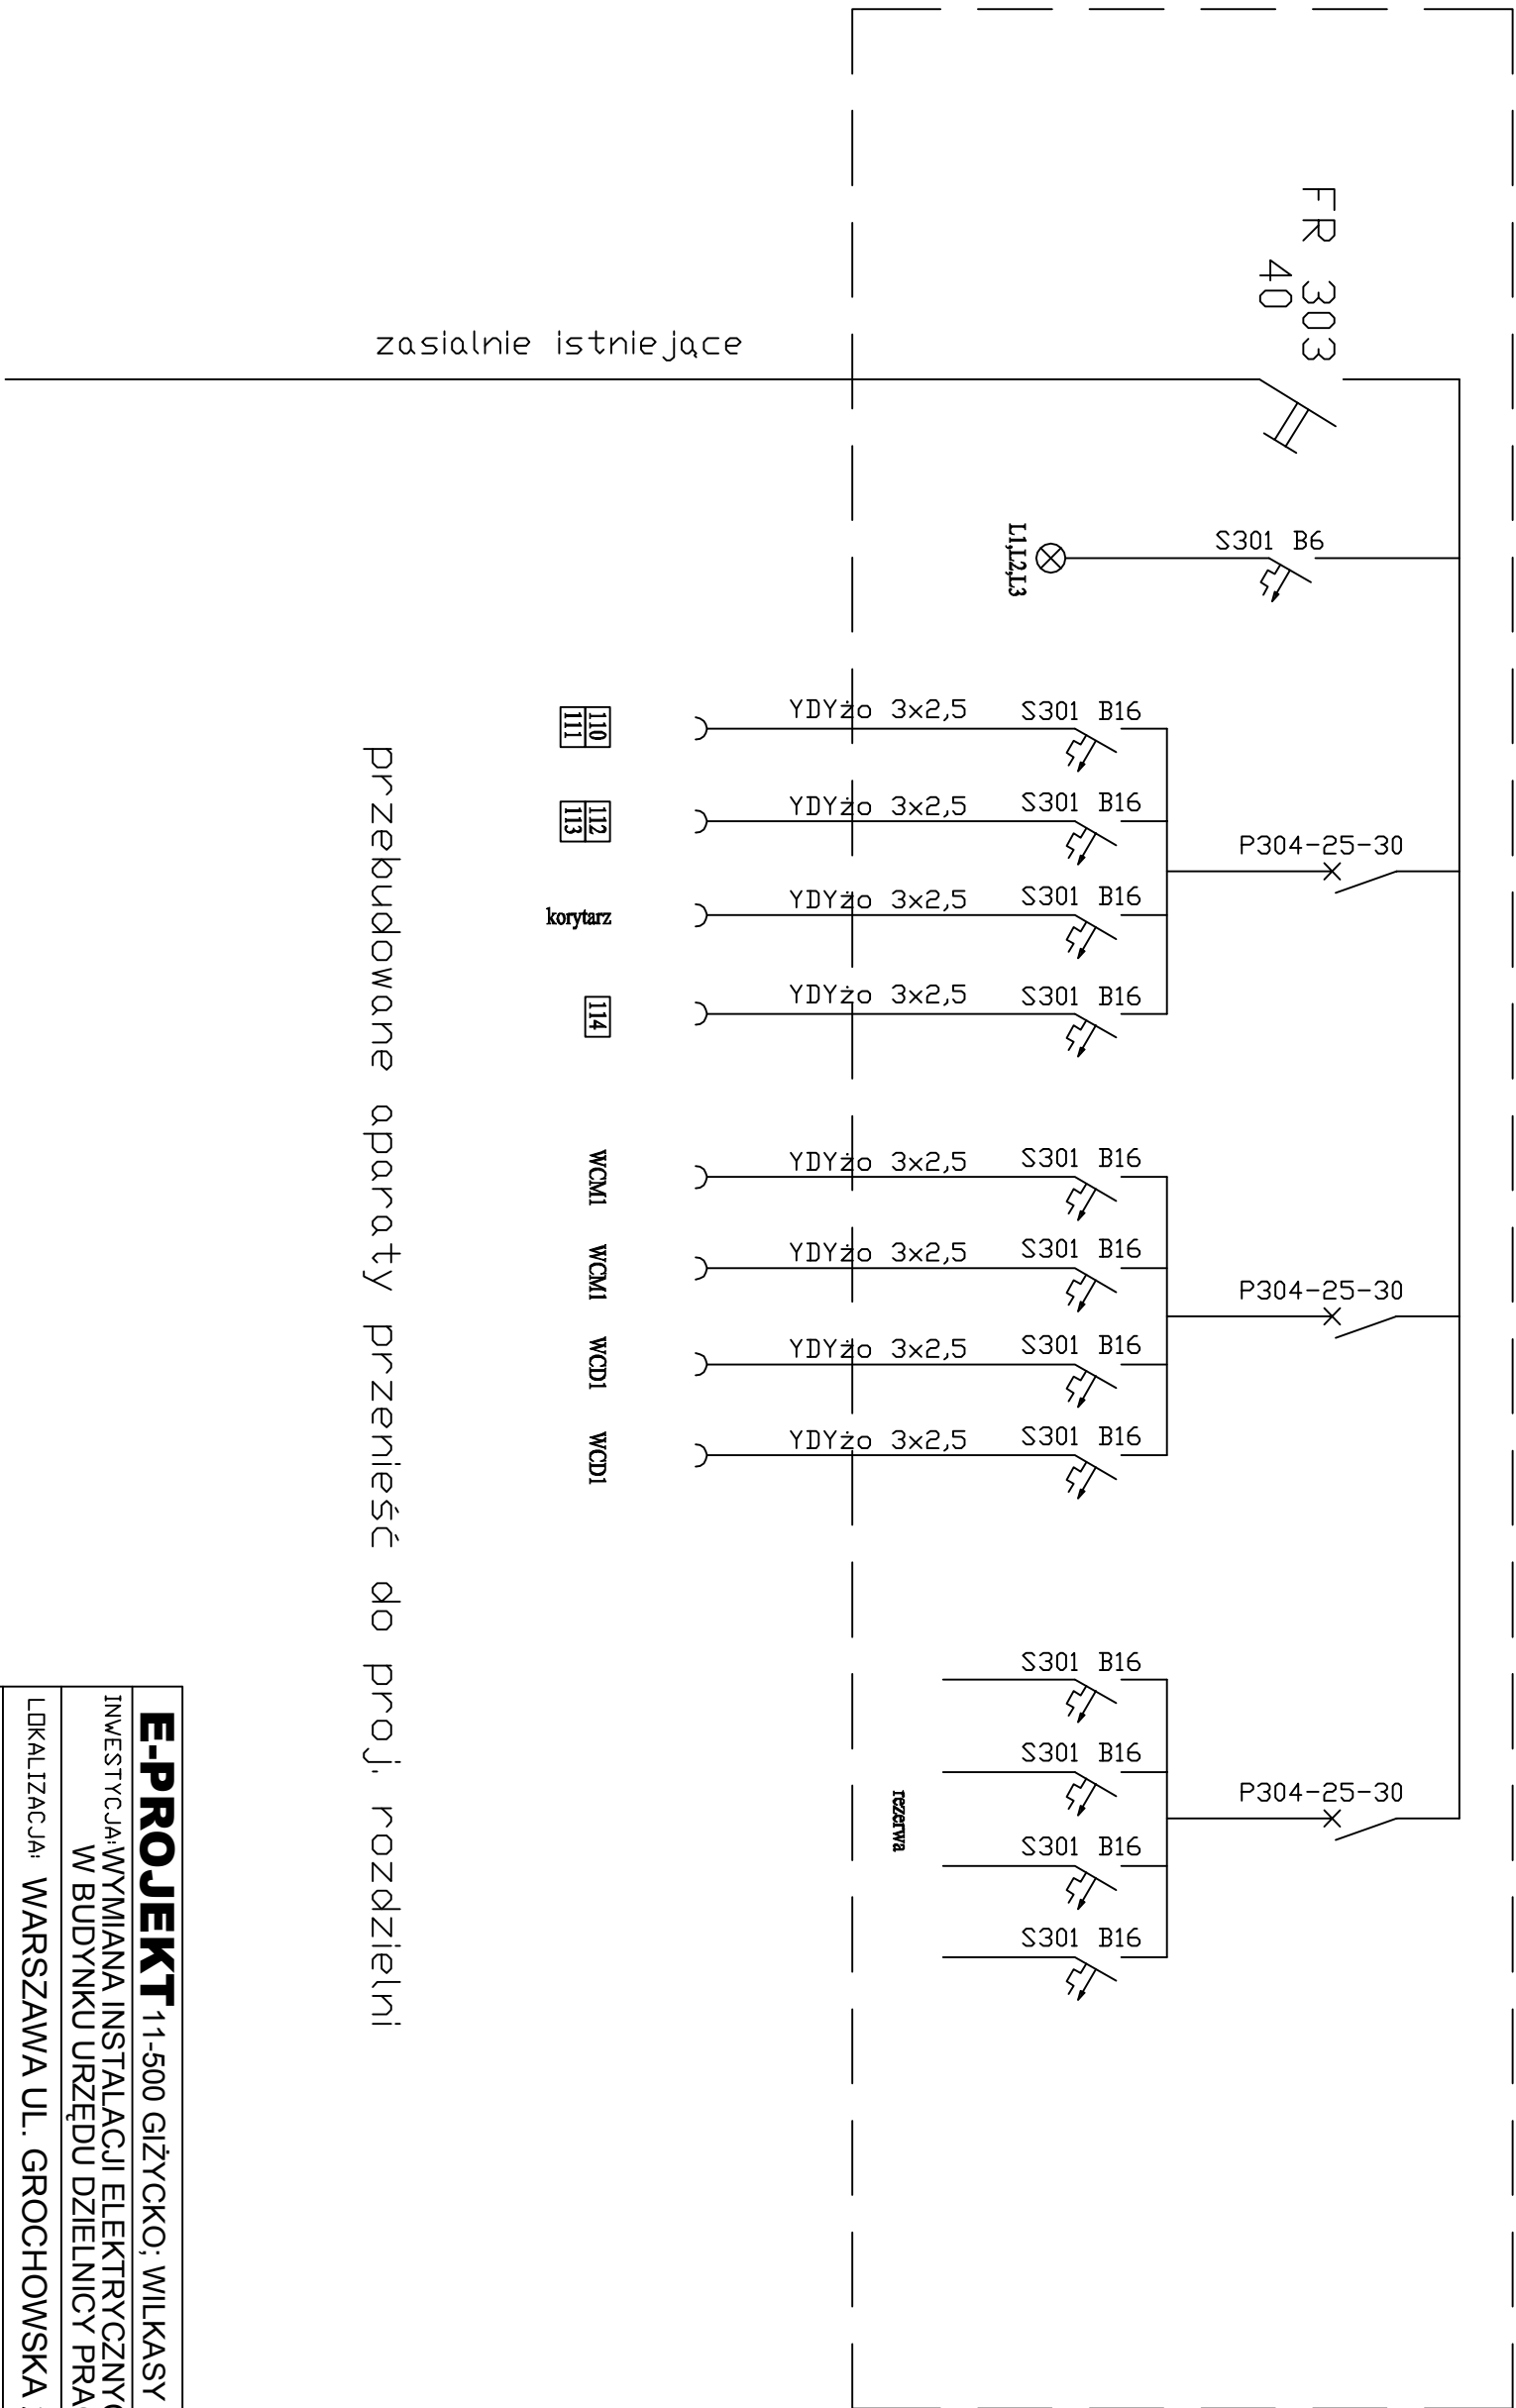 FR 303
40
zasialnie istniejące
S301 B6
L1,L2,L3
YDYżo 3x2,5 S301 B16
110
111
YDYżo 3x2,5 S301 B16
112
113
P304-25-30
YDYżo 3x2,5 S301 B16
korytarz
YDYżo 3x2,5 S301 B16
114
YDYżo 3x2,5 S301 B16
WCM1
YDYżo 3x2,5 S301 B16
WCM1
P304-25-30
YDYżo 3x2,5 S301 B16
WCD1
YDYżo 3x2,5 S301 B16
WCD1
S301 B16
S301 B16
P304-25-30
rezerwa
S301 B16
S301 B16
przebudowane aparaty przenieść do proj. rozdzielni
E-PROJEKT 11-500 GIŻYCKO; WILKASY
INWESTYCJA: WYMIANA INSTALACJI ELEKTRYCZNYC
W BUDYNKU URZĘDU DZIELNICY PRA
LOKALIZACJA: WARSZAWA UL. GROCHOWSKA